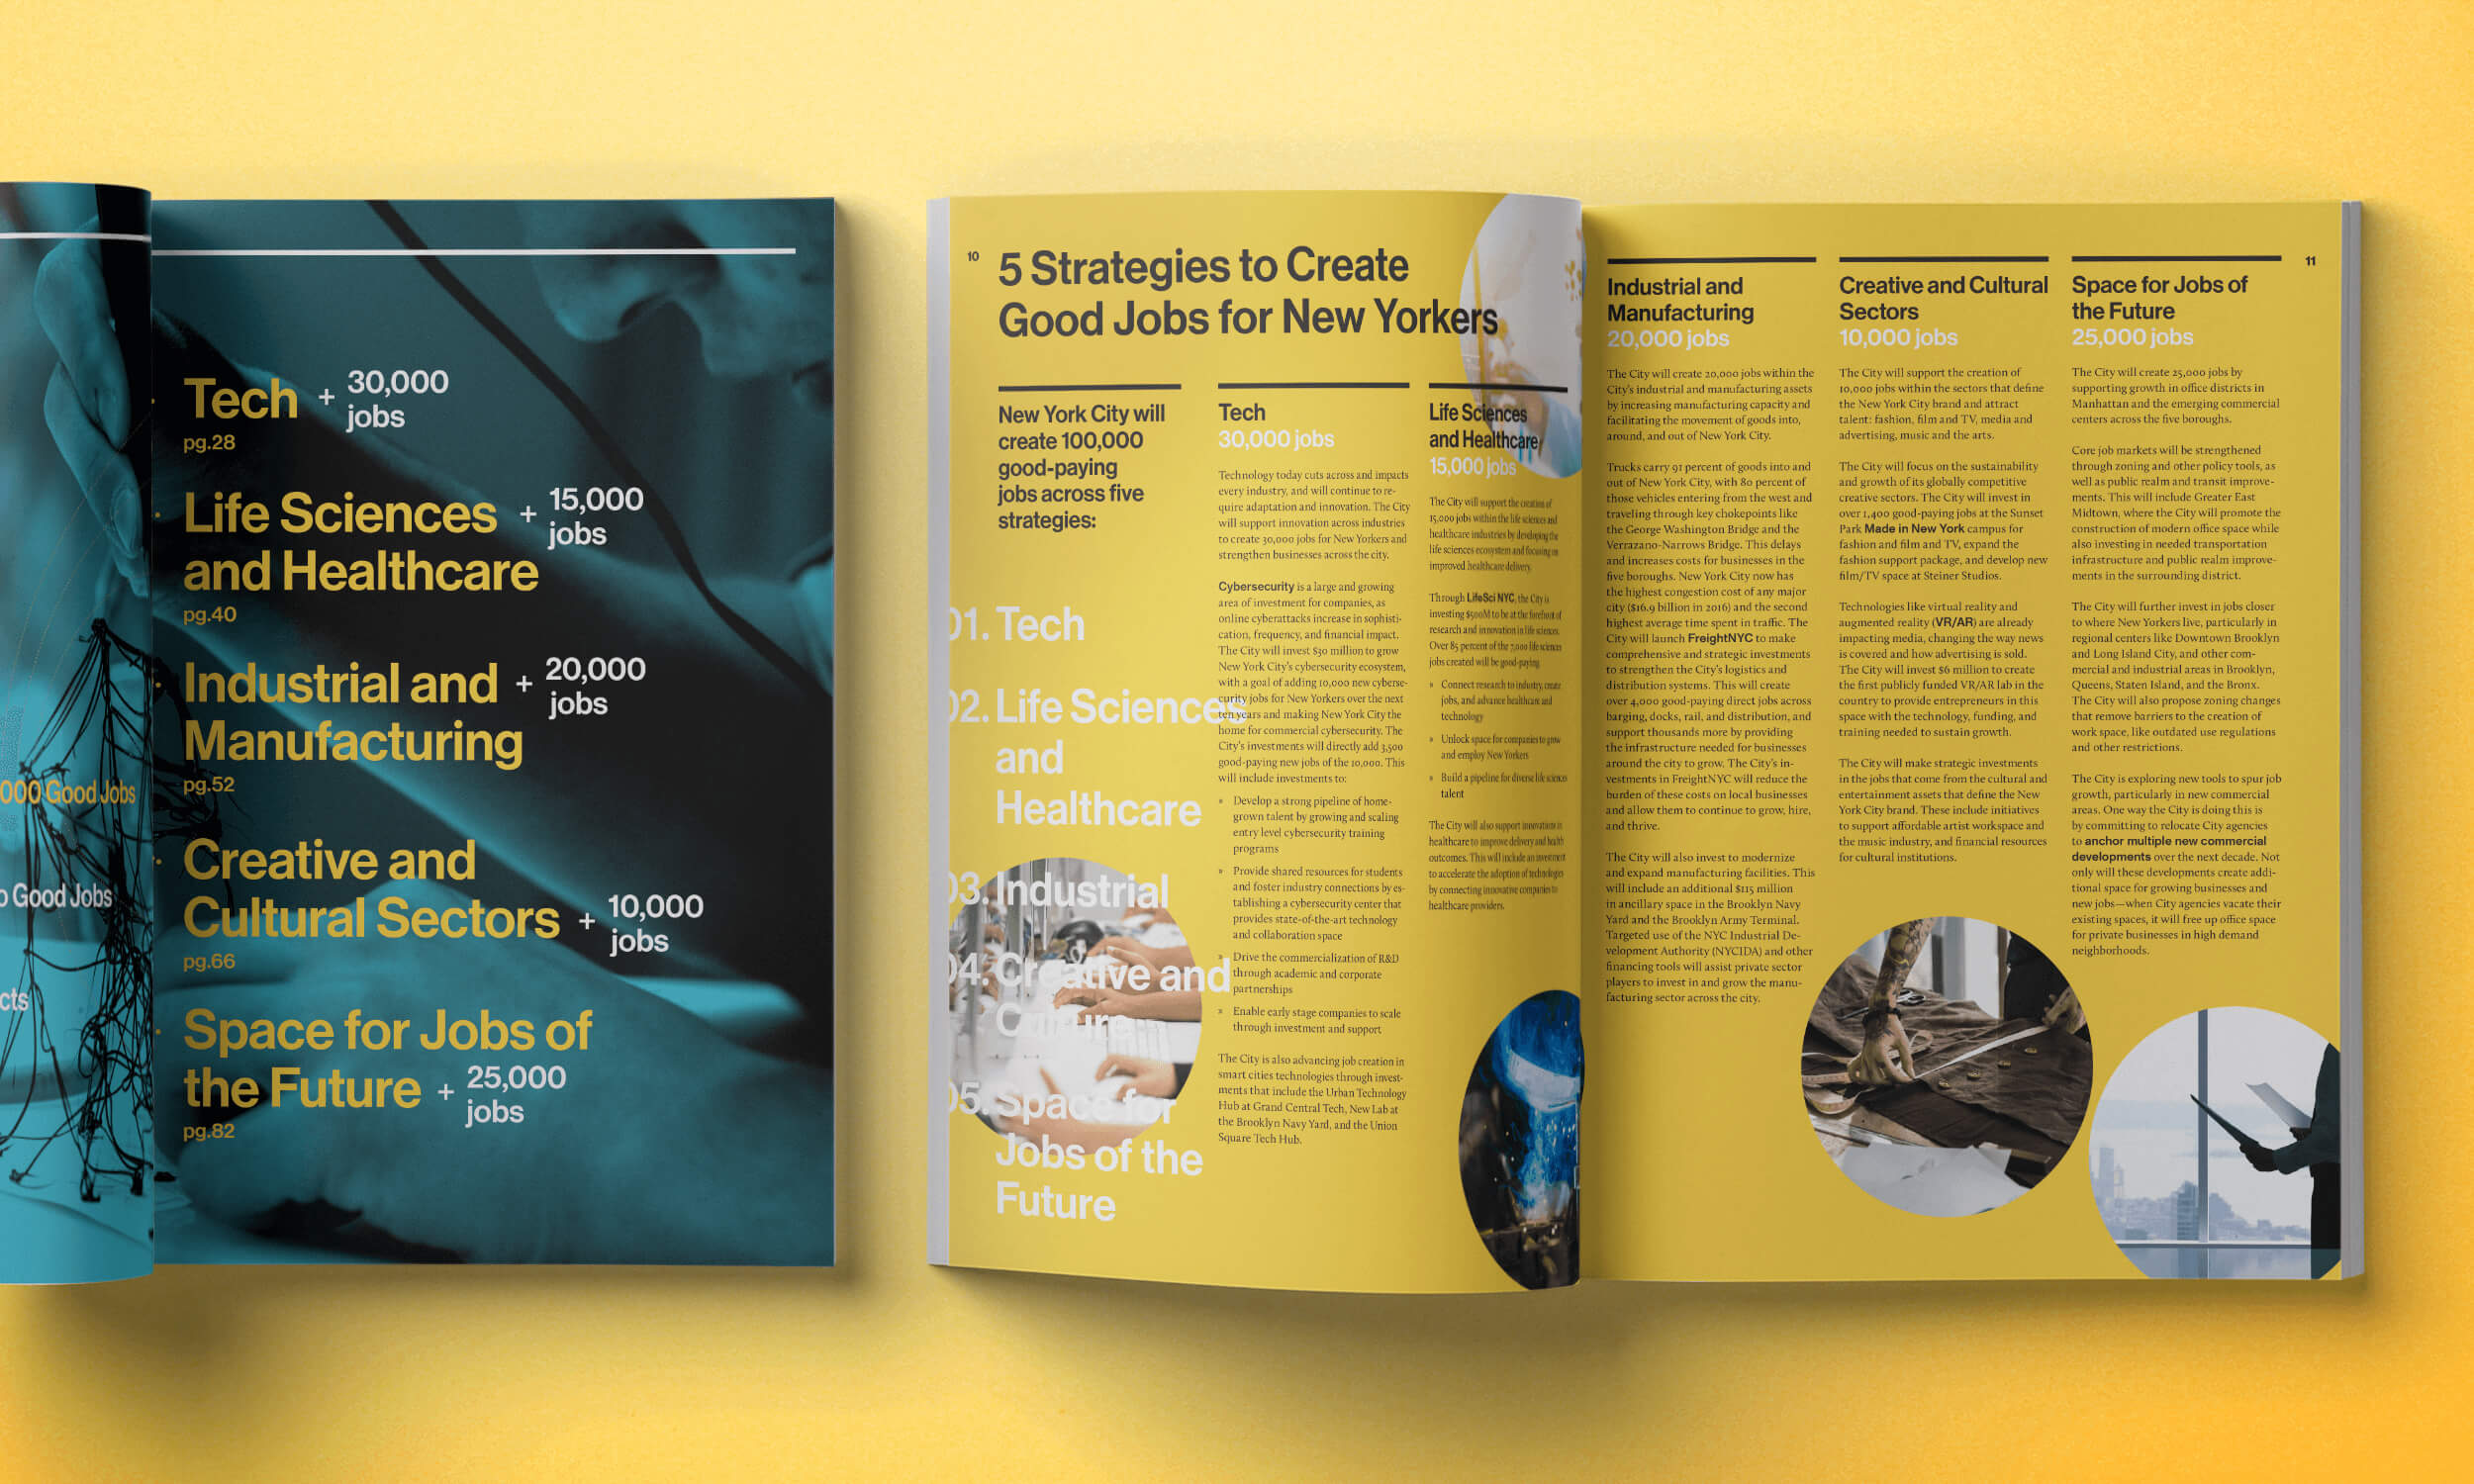 000 Good Jobs
Good Jobs
Tech + 30,000
jobs
pg.28
Life Sciences + 15,000
jobs
and Healthcare
pg.40
Industrial and + 20,000
jobs
Manufacturing
pg.52
Creative and
Cultural Sectors + 10,000
jobs
pg.66
Space for Jobs of
the Future + 25,000
jobs
pg.82
10
5 Strategies to Create
Good Jobs for New Yorkers
New York City will
create 100,000
good-paying
jobs across five
strategies:
01. Tech
02. Life Sciences
and
Healthcare
03. Industrial
04. Creative and
Culture
05. Space for
Jobs of the
Future
Tech
30,000 jobs
Technology today cuts across and impacts
every industry, and will continue to re-
quire adaptation and innovation. The City
will support innovation across industries
to create 30,000 jobs for New Yorkers and
strengthen businesses across the city.
Cybersecurity is a large and growing
area of investment for companies, as
online cyberattacks increase in sophisti-
cation, frequency, and financial impact.
The City will invest $30 million to grow
New York City's cybersecurity ecosystem,
with a goal of adding 10,000 new cyberse-
curity jobs for New Yorkers over the next
ten years and making New York City the
home for commercial cybersecurity. The
City's investments will directly add 3,500
good-paying new jobs of the 10,000. This
will include investments to:
» Develop a strong pipeline of home-
grown talent by growing and scaling
entry level cybersecurity training
programs
» Provide shared resources for students
and foster industry connections by es-
tablishing a cybersecurity center that
provides state-of-the-art technology
and collaboration space
» Drive the commercialization of R&D
through academic and corporate
partnerships
» Enable early stage companies to scale
through investment and support
The City is also advancing job creation in
smart cities technologies through invest-
ments that include the Urban Technology
Hub at Grand Central Tech, New Lab at
the Brooklyn Navy Yard, and the Union
Square Tech Hub.
Life Sciences
and Healthcare
15,000 jobs
The City will support the creation of
15,000 jobs within the life sciences and
healthcare industries by developing the
life sciences ecosystem and focusing on
improved healthcare delivery.
Through LifeSci NYC, the City is
investing $500M to be at the forefront of
research and innovation in life sciences.
Over 85 percent of the 7,000 life sciences
jobs created will be good-paying.
» Connect research to industry, create
jobs, and advance healthcare and
technology
» Unlock space for companies to grow
and employ New Yorkers
» Build a pipeline for diverse life sciences
talent
The City will also support innovation in
healthcare to improve delivery and health
outcomes. This will include an investment
to accelerate the adoption of technologies
by connecting innovative companies to
healthcare providers.
Industrial and
Manufacturing
20,000 jobs
The City will create 20,000 jobs within the
City's industrial and manufacturing assets
by increasing manufacturing capacity and
facilitating the movement of goods into,
around, and out of New York City.
Trucks carry 91 percent of goods into and
out of New York City, with 80 percent of
those vehicles entering from the west and
traveling through key chokepoints like
the George Washington Bridge and the
Verrazano-Narrows Bridge. This delays
and increases costs for businesses in the
five boroughs. New York City now has
the highest congestion cost of any major
city ($16.9 billion in 2016) and the second
highest average time spent in traffic. The
City will launch FreightNYC to make
comprehensive and strategic investments
to strengthen the City's logistics and
distribution systems. This will create
over 4,000 good-paying direct jobs across
barging, docks, rail, and distribution, and
support thousands more by providing
the infrastructure needed for businesses
around the city to grow. The City's in-
vestments in FreightNYC will reduce the
burden of these costs on local businesses
and allow them to continue to grow, hire,
and thrive.
The City will also invest to modernize
and expand manufacturing facilities. This
will include an additional $115 million
in ancillary space in the Brooklyn Navy
Yard and the Brooklyn Army Terminal.
Targeted use of the NYC Industrial De-
velopment Authority (NYCIDA) and other
financing tools will assist private sector
players to invest in and grow the manu-
facturing sector across the city.
Creative and Cultural
Sectors
10,000 jobs
The City will support the creation of
10,000 jobs within the sectors that define
the New York City brand and attract
talent: fashion, film and TV, media and
advertising, music and the arts.
The City will focus on the sustainability
and growth of its globally competitive
creative sectors. The City will invest in
over 1,400 good-paying jobs at the Sunset
Park Made in New York campus for
fashion and film and TV, expand the
fashion support package, and develop new
film/TV space at Steiner Studios.
Technologies like virtual reality and
augmented reality (VR/AR) are already
impacting media, changing the way news
is covered and how advertising is sold.
The City will invest $6 million to create
the first publicly funded VR/AR lab in the
country to provide entrepreneurs in this
space with the technology, funding, and
training needed to sustain growth.
The City will make strategic investments
in the jobs that come from the cultural and
entertainment assets that define the New
York City brand. These include initiatives
to support affordable artist workspace and
the music industry, and financial resources
for cultural institutions.
Space for Jobs of
the Future
25,000 jobs
11
The City will create 25,000 jobs by
supporting growth in office districts in
Manhattan and the emerging commercial
centers across the five boroughs.
Core job markets will be strengthened
through zoning and other policy tools, as
well as public realm and transit improve-
ments. This will include Greater East
Midtown, where the City will promote the
construction of modern office space while
also investing in needed transportation
infrastructure and public realm improve-
ments in the surrounding district.
The City will further invest in jobs closer
to where New Yorkers live, particularly in
regional centers like Downtown Brooklyn
and Long Island City, and other com-
mercial and industrial areas in Brooklyn,
Queens, Staten Island, and the Bronx.
The City will also propose zoning changes
that remove barriers to the creation of
work space, like outdated use regulations
and other restrictions.
The City is exploring new tools to spur job
growth, particularly in new commercial
areas. One way the City is doing this is
by committing to relocate City agencies
to anchor multiple new commercial
developments over the next decade. Not
only will these developments create addi-
tional space for growing businesses and
new jobs—when City agencies vacate their
existing spaces, it will free up office space
for private businesses in high demand
neighborhoods.